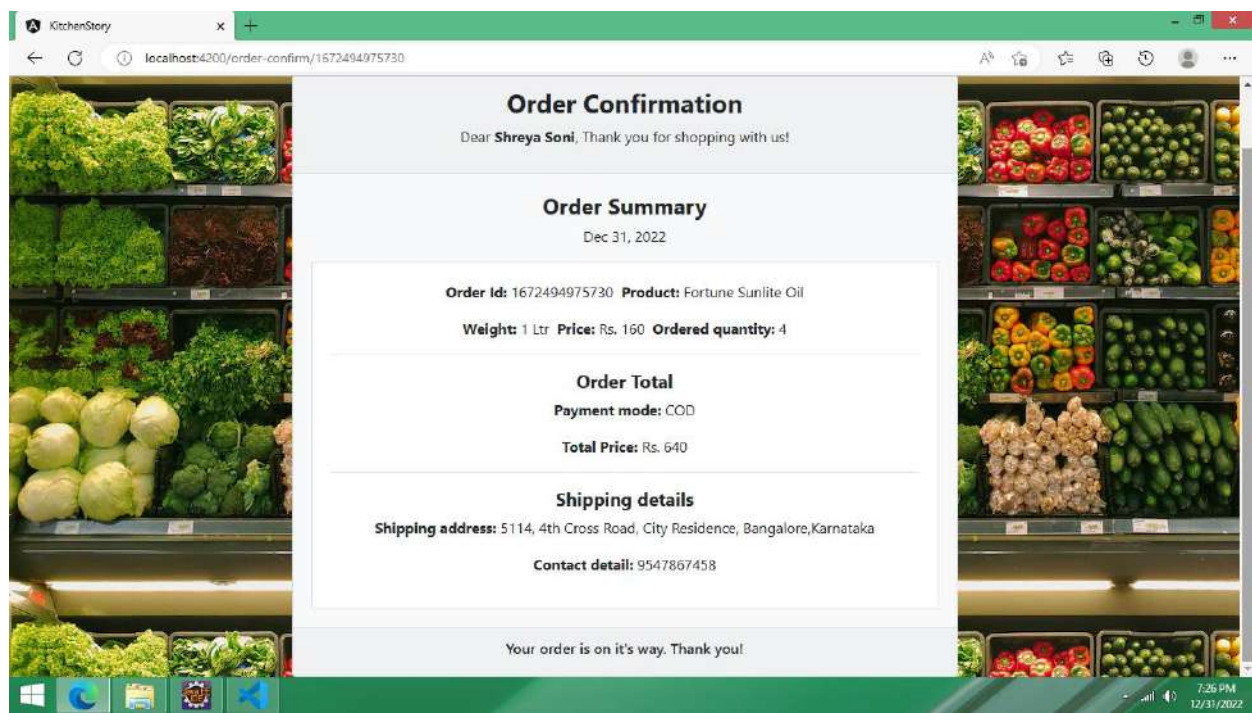 KitchenStory
localhost:4200/order-confirm/1672494975730
Order Confirmation
Dear Shreya Soni, Thank you for shopping with us!
Order Summary
Dec 31, 2022
Order Id: 1672494975730 Product: Fortune Sunlite Oil
Weight: 1 Ltr Price: Rs. 160 Ordered quantity: 4
Order Total
Payment mode: COD
Total Price: Rs. 640
Shipping details
Shipping address: 5114, 4th Cross Road, City Residence, Bangalore,Karnataka
Contact detail: 9547867458
Your order is on it's way. Thank you!
7:26 PM
12/31/2022